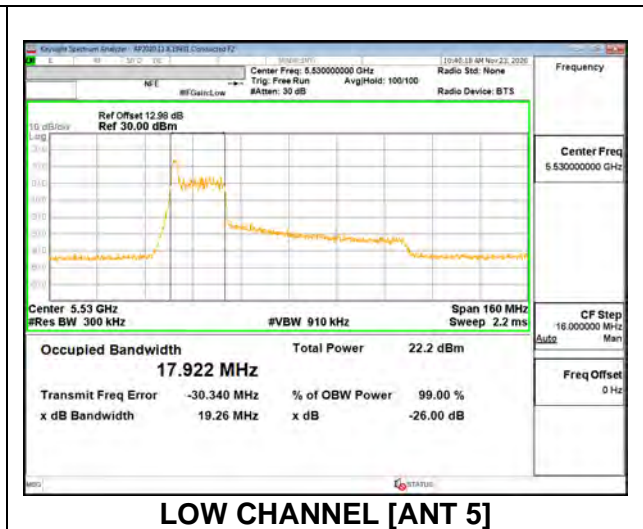 Keysight Spectrum Analyzer
10:40:18 AM Nov 23, 2020
Center Freq: 5.530000000 GHz
Radio Std: None
Frequency
NFE
Trig: Free Run
Avg|Hold: 100/100
#IFGain:Low
#Atten: 30 dB
Radio Device: BTS
Ref Offset 12.98 dB
10 dB/div
Ref 30.00 dBm
Log
Center Freq
5.530000000 GHz
Center 5.53 GHz
Span 160 MHz
#Res BW 300 kHz
#VBW 910 kHz
Sweep 2.2 ms
CF Step
16.000000 MHz
Auto
Man
Occupied Bandwidth
Total Power
22.2 dBm
17.922 MHz
Freq Offset
0 Hz
Transmit Freq Error
-30.340 MHz
% of OBW Power
99.00 %
x dB Bandwidth
19.26 MHz
x dB
-26.00 dB
MSG
STATUS
LOW CHANNEL [ANT 5]